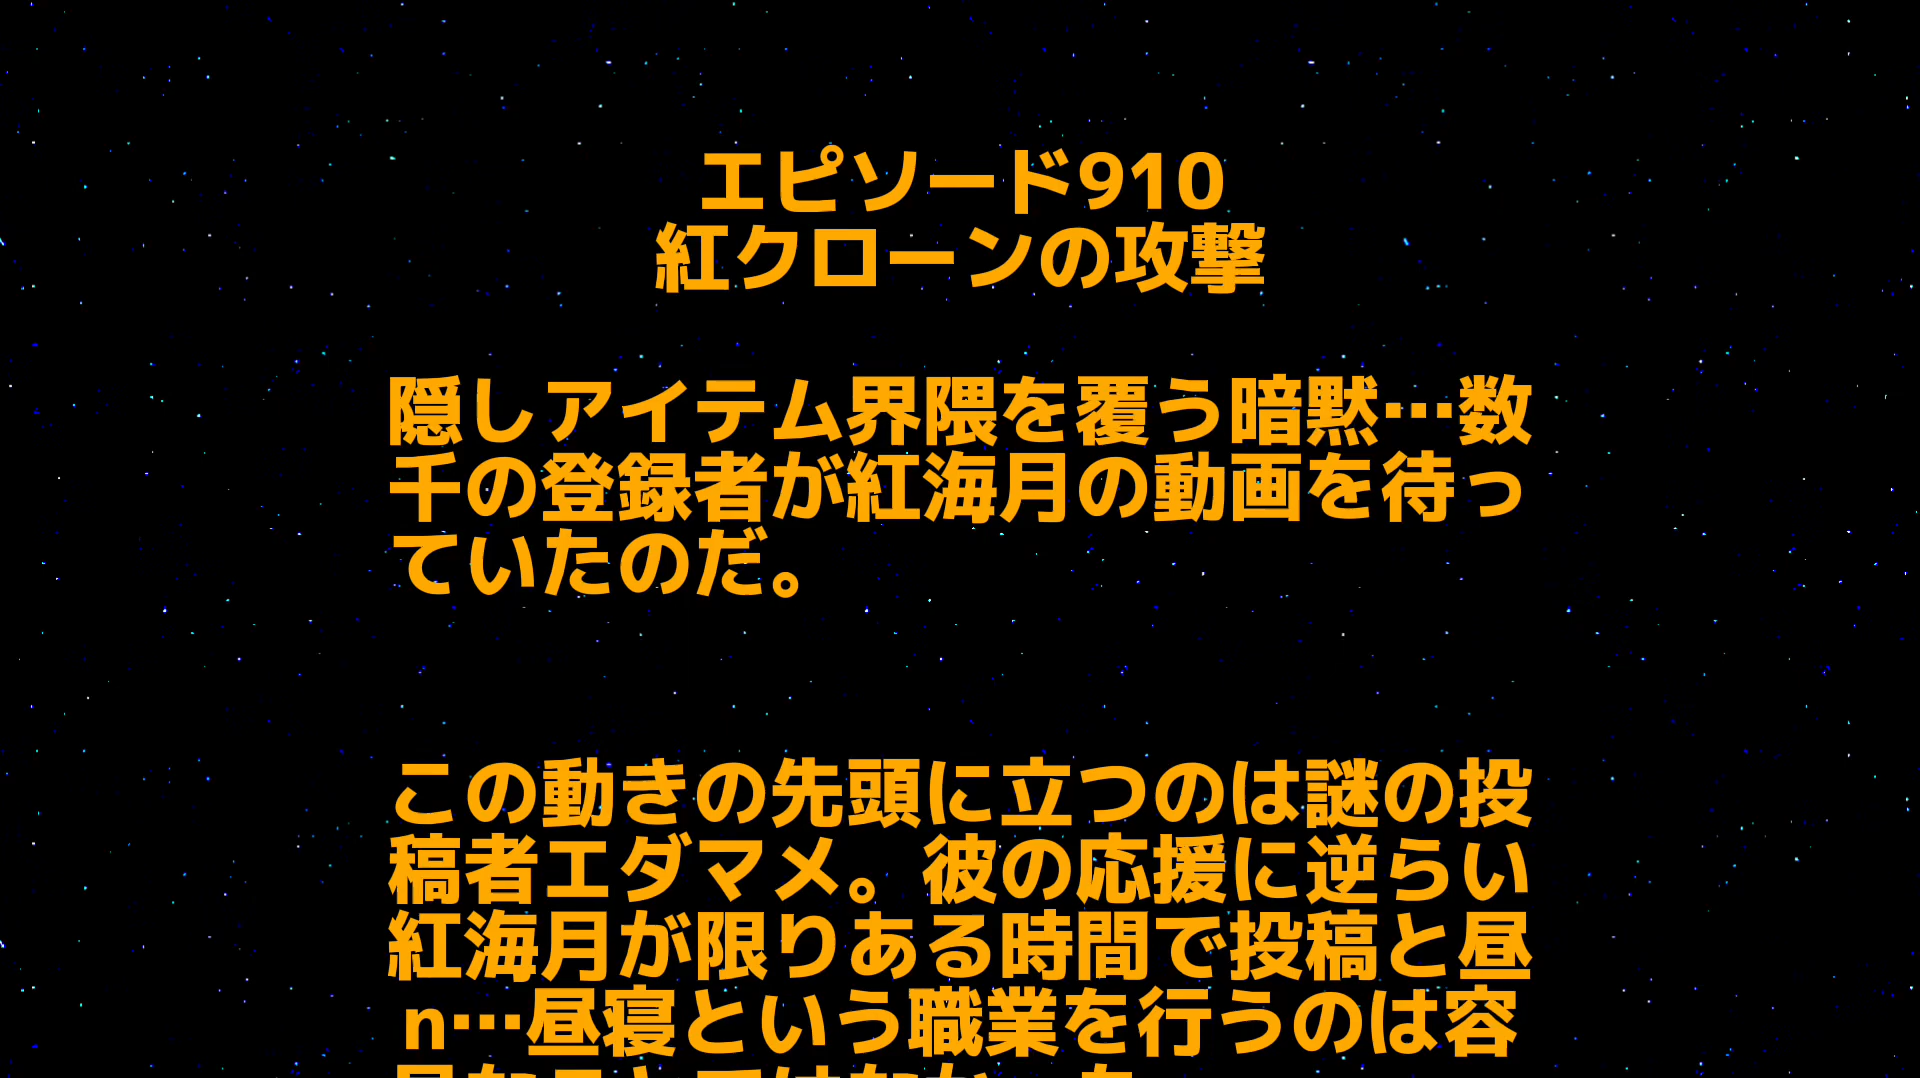 エピソード910
紅クローンの攻撃
隠しアイテム界隈を覆う暗黙…数
千の登録者が紅海月の動画を待っ
ていたのだ。
この動きの先頭に立つのは謎の投
稿者エダマメ。彼の応援に逆らい
紅海月が限りある時間で投稿と昼
n…昼寝という職業を行うのは容